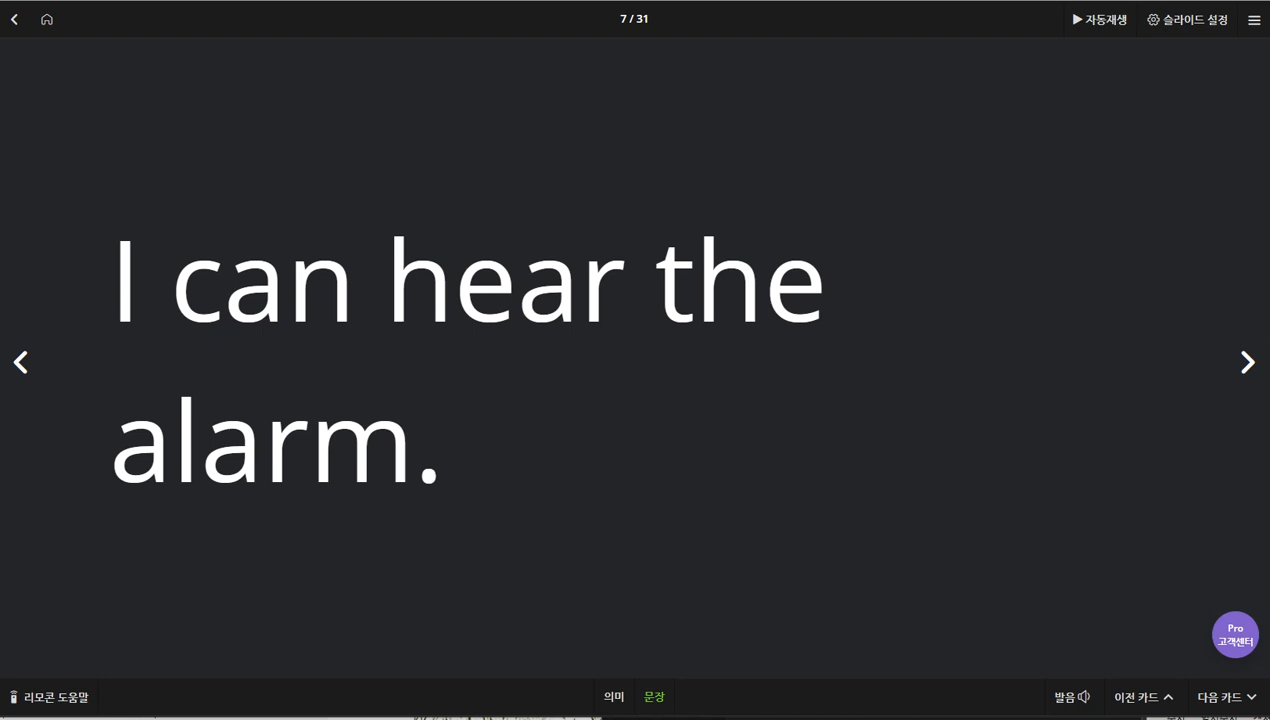 7 / 31
자동재생
슬라이드 설정
I can hear the
alarm.
Pro
고객센터
리모콘 도움말
의미
문장
발음
이전 카드
다음 카드